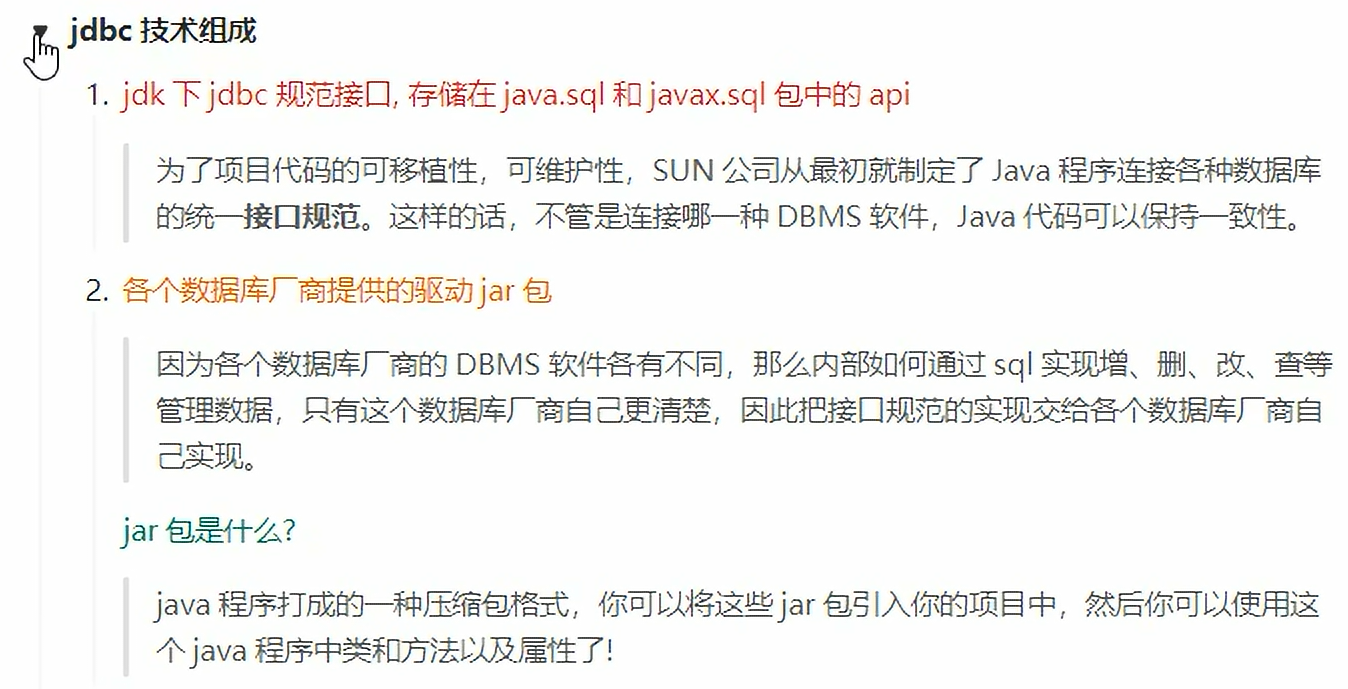 jdbc 技术组成
1. jdk 下 jdbc 规范接口, 存储在 java.sql 和 javax.sql 包中的 api
为了项目代码的可移植性，可维护性，SUN 公司从最初就制定了 Java 程序连接各种数据库
的统一接口规范。这样的话，不管是连接哪一种 DBMS 软件，Java 代码可以保持一致性。
2. 各个数据库厂商提供的驱动 jar 包
因为各个数据库厂商的 DBMS 软件各有不同，那么内部如何通过 sql 实现增、删、改、查等
管理数据，只有这个数据库厂商自己更清楚，因此把接口规范的实现交给各个数据库厂商自
己实现。
jar 包是什么?
java 程序打成的一种压缩包格式，你可以将这些 jar 包引入你的项目中，然后你可以使用这
个 java 程序中类和方法以及属性了!